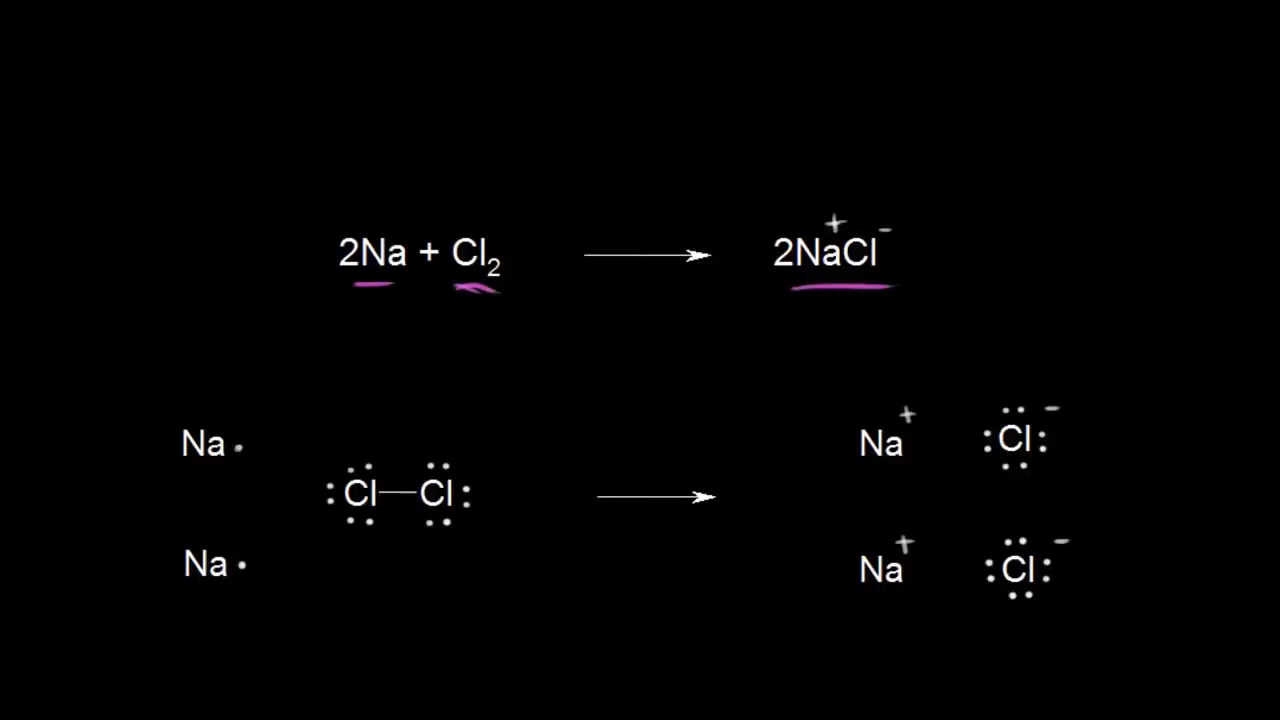 2Na + Cl₂ → 2Na⁺Cl⁻
Na· :Cl—Cl: → Na⁺ :Cl:⁻
Na· Na⁺ :Cl:⁻